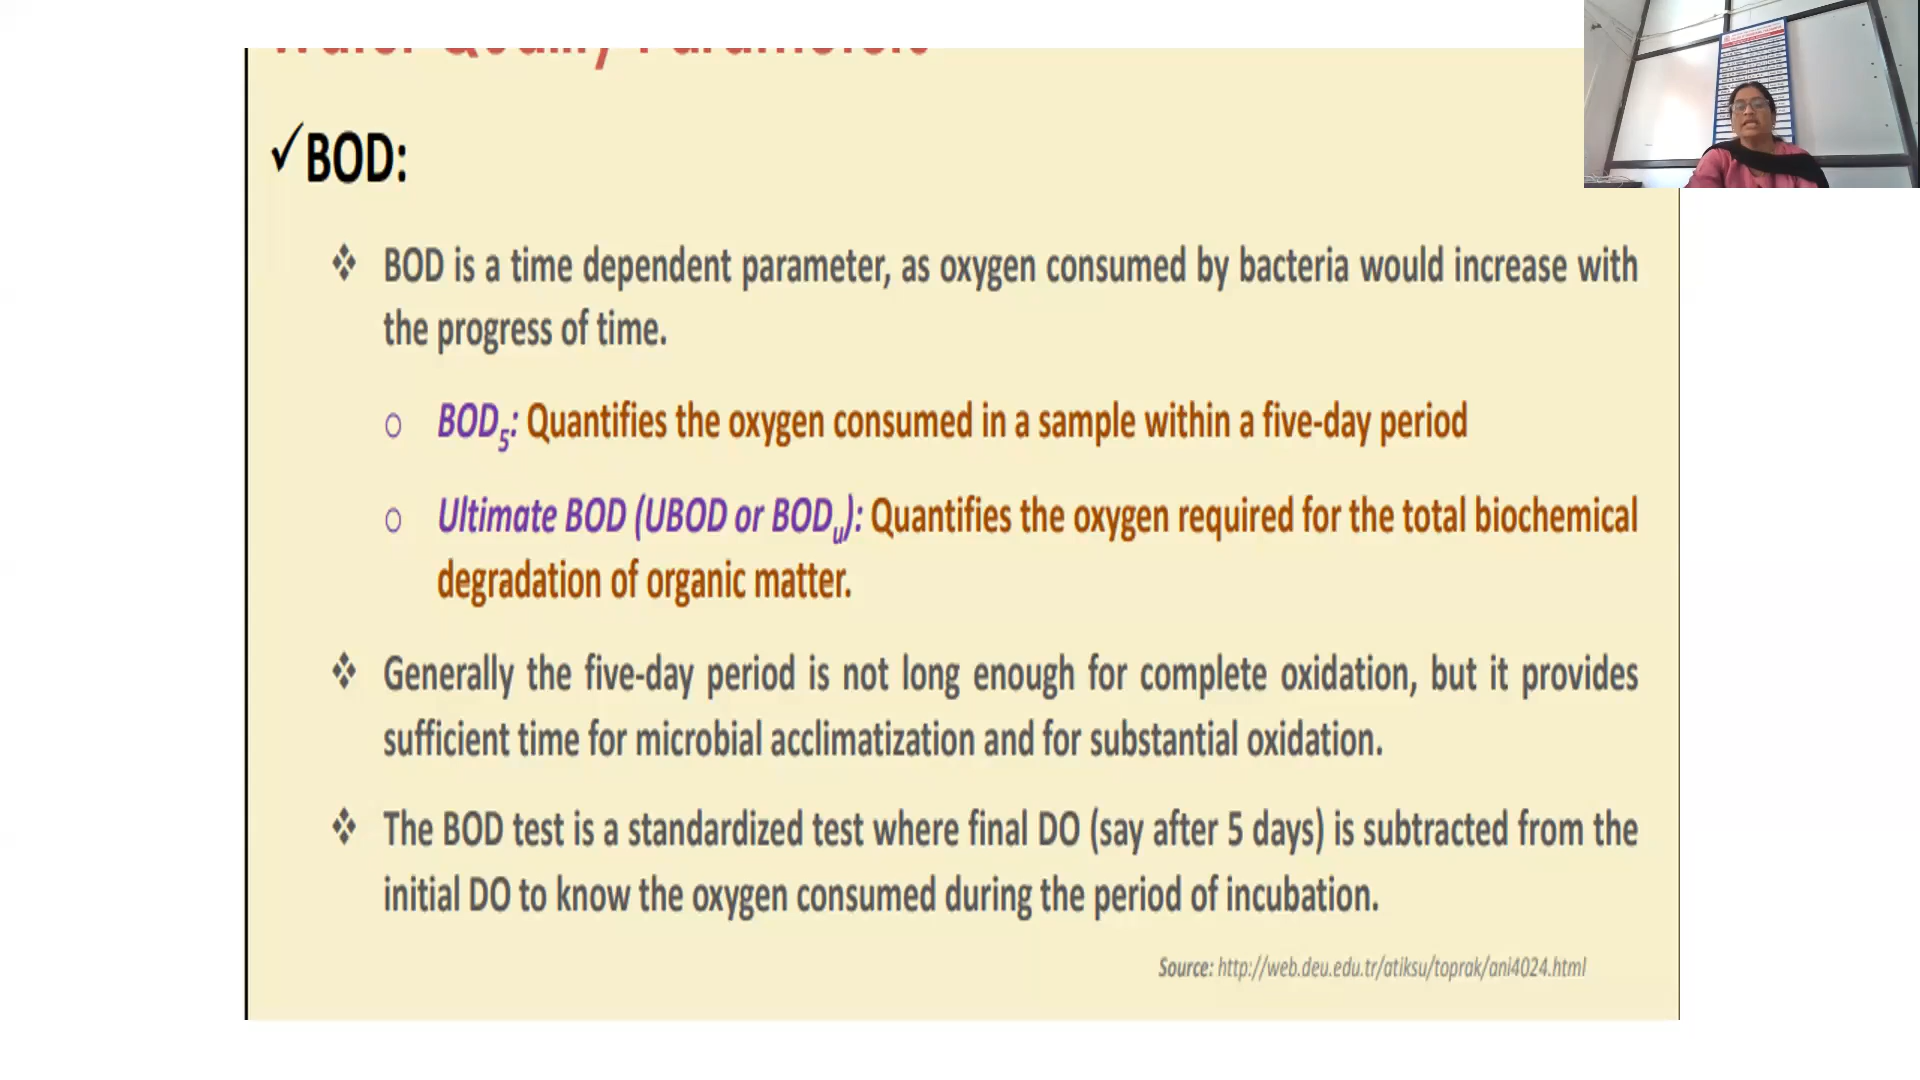 Water Quality Parameters
✓BOD:
❖ BOD is a time dependent parameter, as oxygen consumed by bacteria would increase with
the progress of time.
o BOD5: Quantifies the oxygen consumed in a sample within a five-day period
o Ultimate BOD (UBOD or BODu): Quantifies the oxygen required for the total biochemical
degradation of organic matter.
❖ Generally the five-day period is not long enough for complete oxidation, but it provides
sufficient time for microbial acclimatization and for substantial oxidation.
❖ The BOD test is a standardized test where final DO (say after 5 days) is subtracted from the
initial DO to know the oxygen consumed during the period of incubation.
Source: http://web.deu.edu.tr/atiksu/toprak/ani4024.html